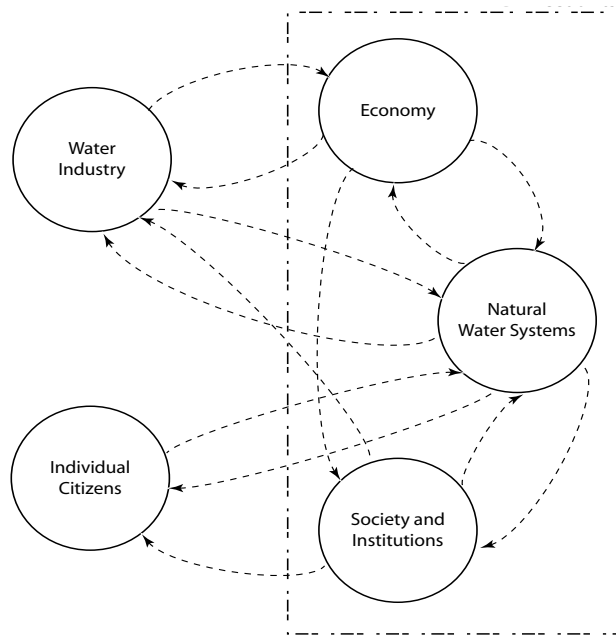 Economy
Water
Industry
Natural
Water Systems
Individual
Citizens
Society and
Institutions